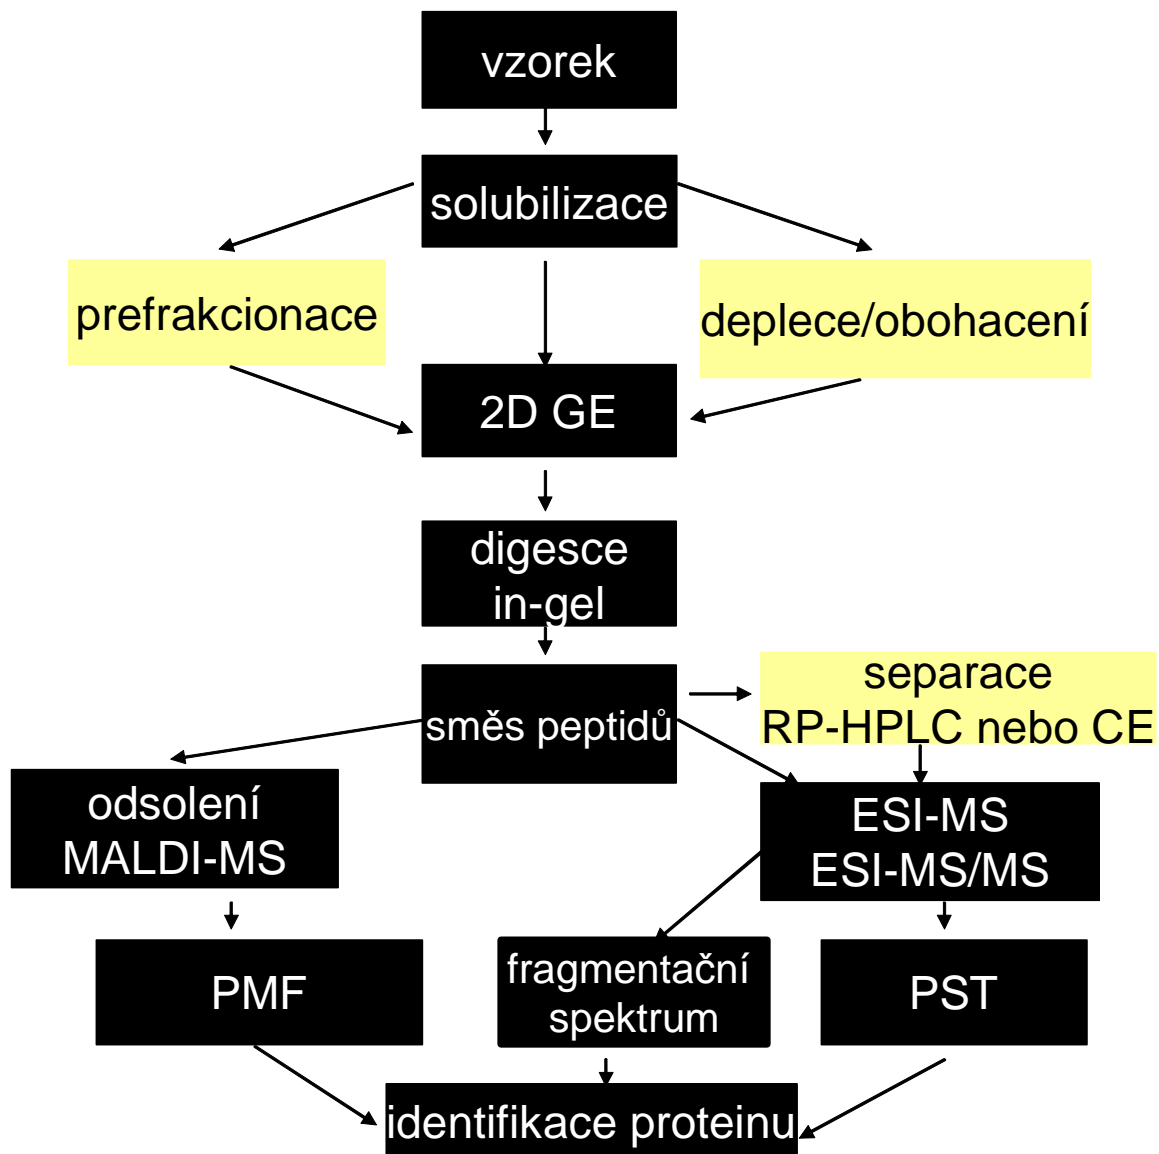 vzorek
solubilizace
prefrakcionace
deplece/obohacení
2D GE
digesce
in-gel
směs peptidů
separace
RP-HPLC nebo CE
odsolení
MALDI-MS
ESI-MS
ESI-MS/MS
PMF
fragmentační
spektrum
PST
identifikace proteinu